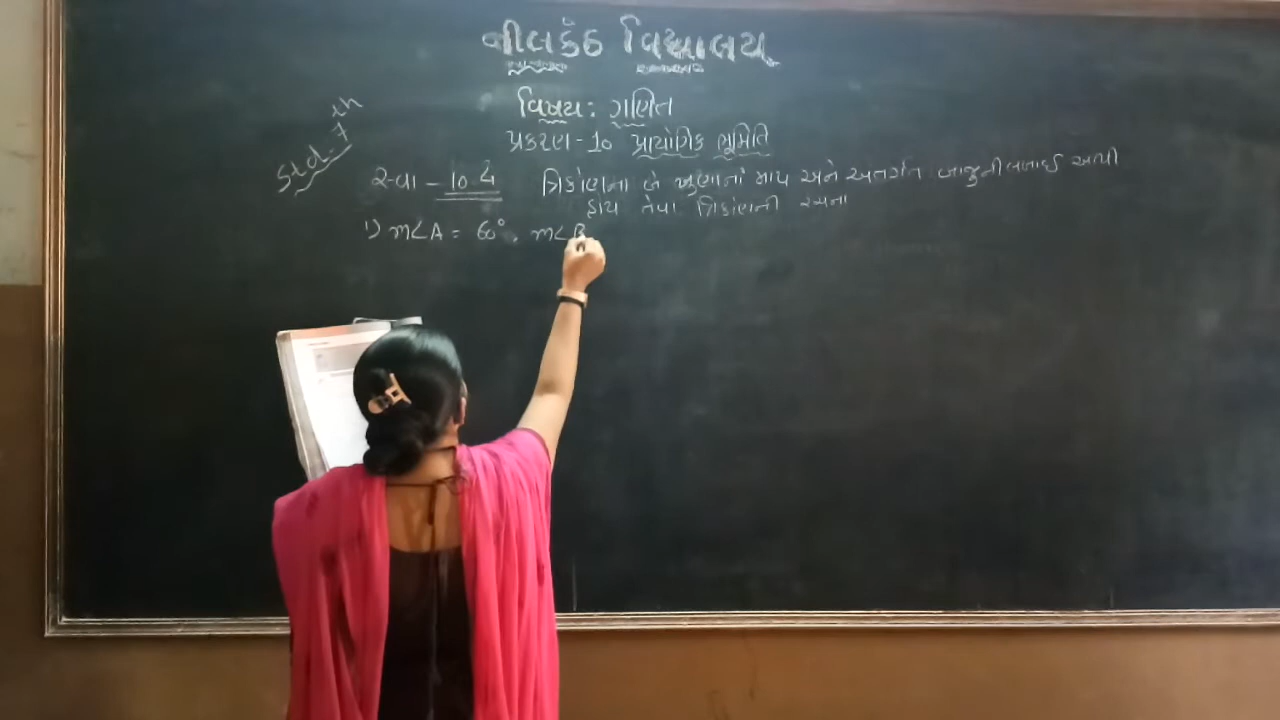 નીલકંઠ વિદ્યાલય
વિષય: ગણિત
Std-7th
પ્રકરણ-10 પ્રાયોગિક ભૂમિતિ
સ્વા-10.4 ત્રિકોણના બે ખુણાનાં માપ અને અંતર્ગત બાજુની લંબાઈ આપી
હોય તેવા ત્રિકોણની રચના
1) m∠A = 60°, m∠B